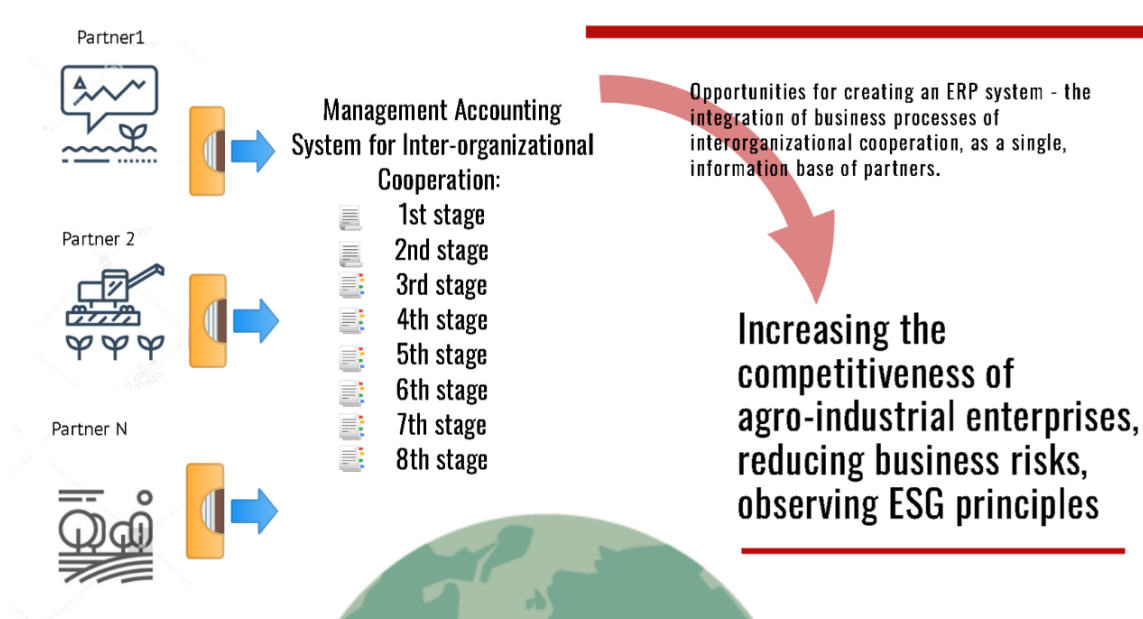 Partner1
Partner 2
Partner N
Management Accounting
System for Inter-organizational
Cooperation:
1st stage
2nd stage
3rd stage
4th stage
5th stage
6th stage
7th stage
8th stage
Opportunities for creating an ERP system - the
integration of business processes of
interorganizational cooperation, as a single,
information base of partners.
Increasing the
competitiveness of
agro-industrial enterprises,
reducing business risks,
observing ESG principles